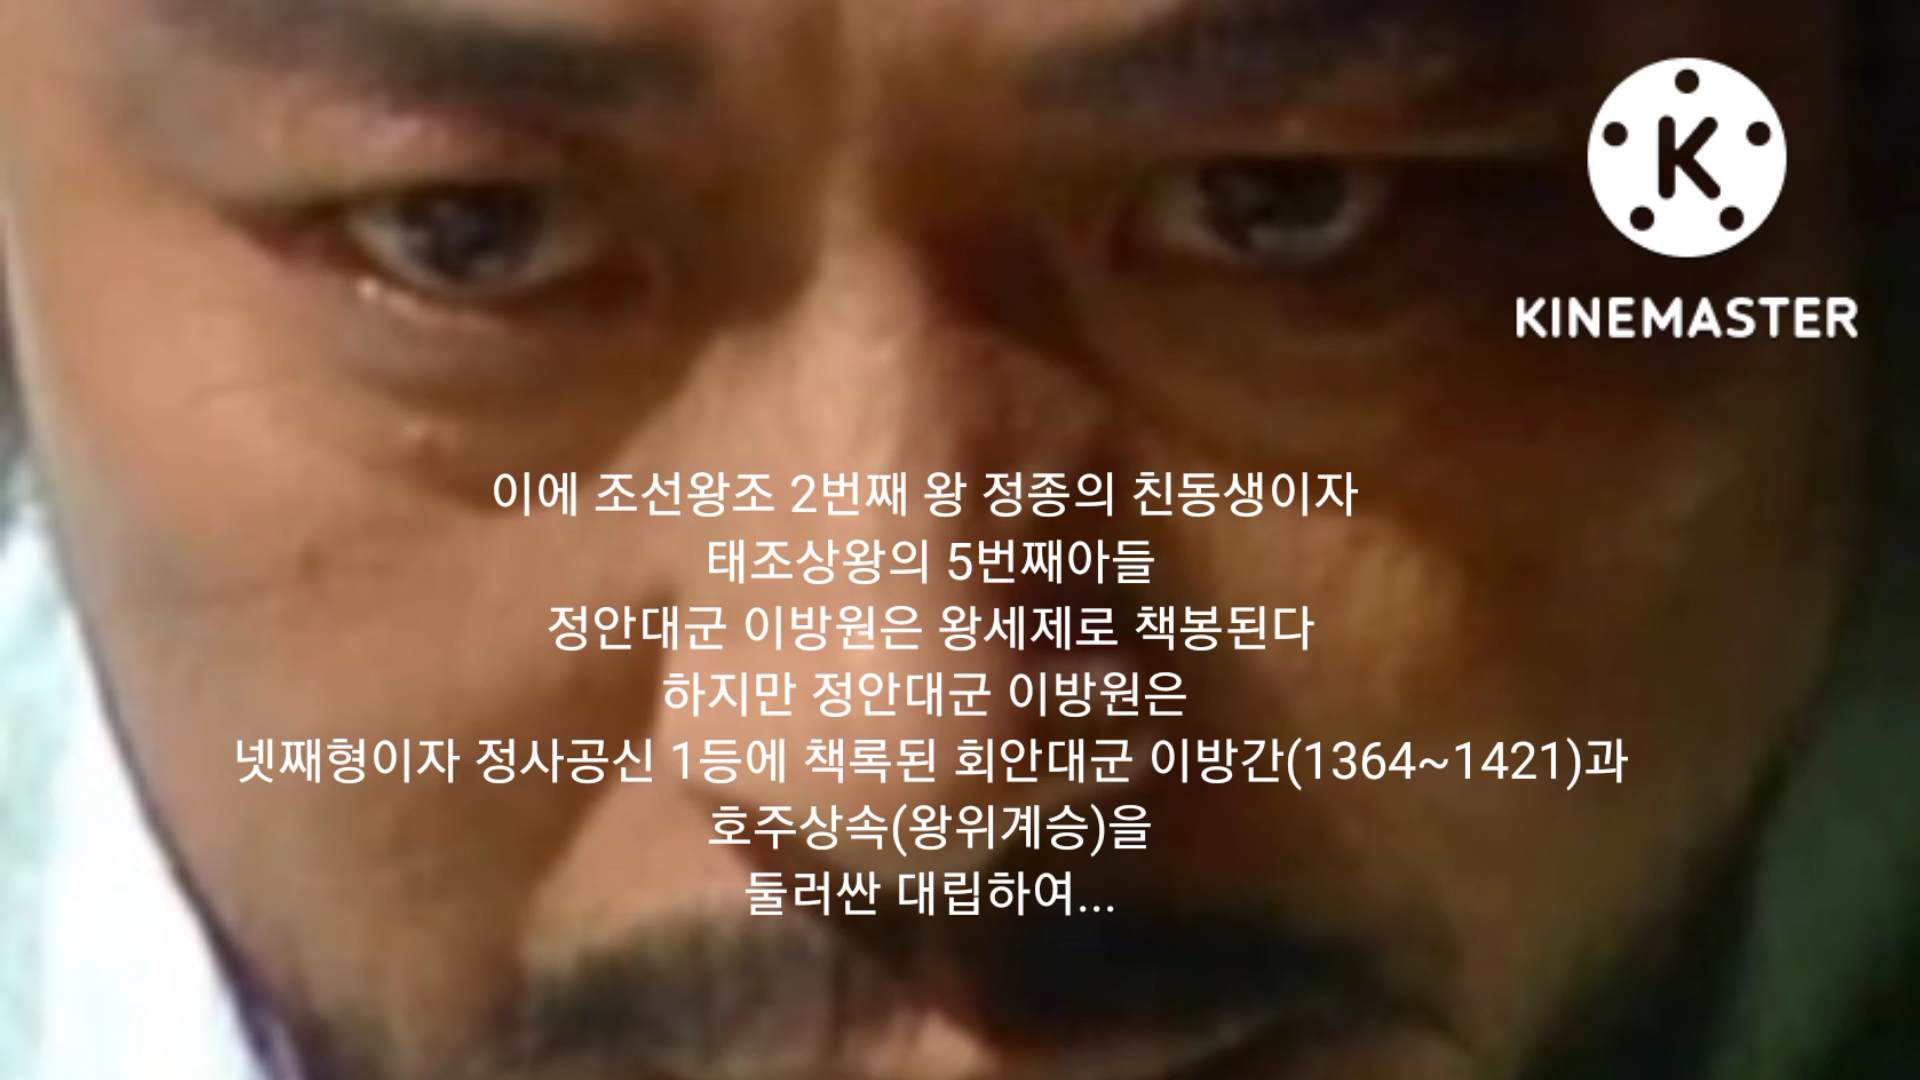 K
KINEMASTER
이에 조선왕조 2번째 왕 정종의 친동생이자
태조상왕의 5번째아들
정안대군 이방원은 왕세제로 책봉된다
하지만 정안대군 이방원은
넷째형이자 정사공신 1등에 책록된 회안대군 이방간(1364~1421)과
호주상속(왕위계승)을
둘러싼 대립하여...